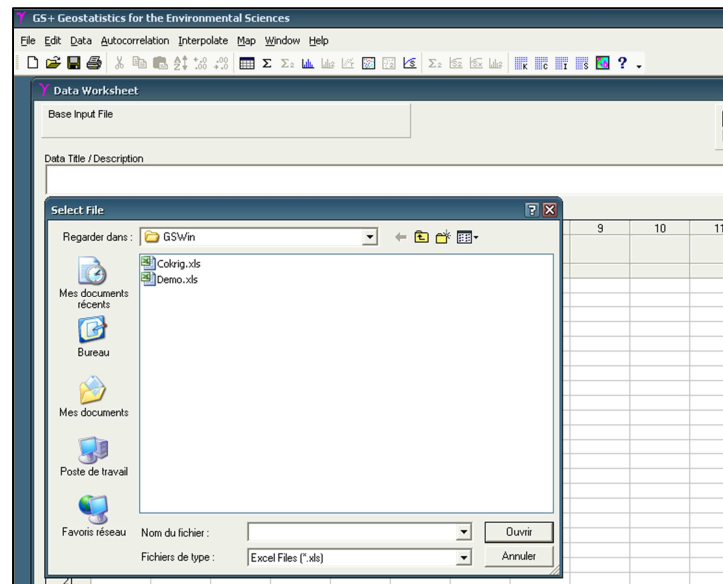 GS+ Geostatistics for the Environmental Sciences
File Edit Data Autocorrelation Interpolate Map Window Help
Data Worksheet
Base Input File
Data Title / Description
Select File
Regarder dans :
GSWin
9 10 11
Cokrig.xls
Demo.xls
Mes documents
récents
Bureau
Mes documents
Poste de travail
Favoris réseau
Nom du fichier :
Ouvrir
Fichiers de type :
Excel Files (*.xls)
Annuler